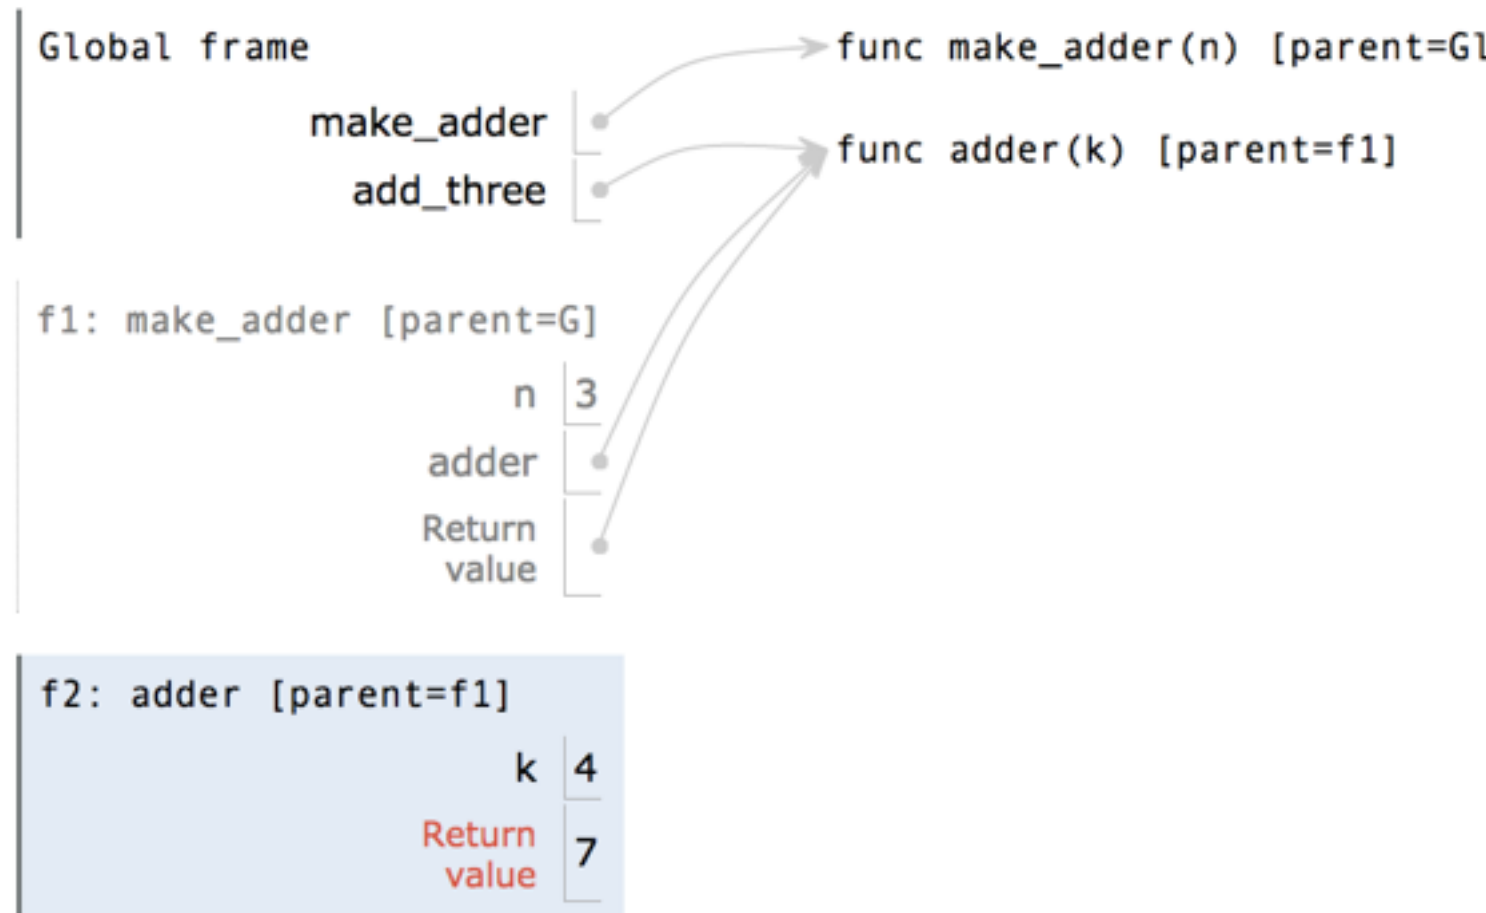 Global frame
func make_adder(n) [parent=Gl
make_adder
func adder(k) [parent=f1]
add_three
f1: make_adder [parent=G]
n 3
adder
Return
value
f2: adder [parent=f1]
k 4
Return
value 7